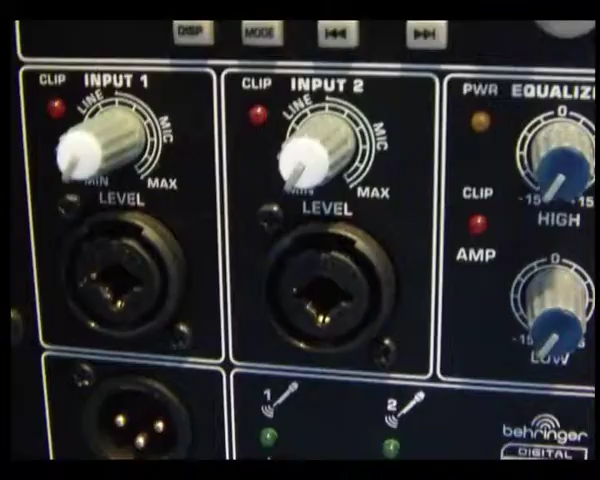 DISP MODE
CLIP INPUT 1
LINE MIC
MIN MAX
LEVEL
CLIP INPUT 2
LINE MIC
MIN MAX
LEVEL
PWR EQUALIZ
0
-15 +15
HIGH
CLIP
AMP
0
-15
LOW
1 2
behringer
DIGITAL